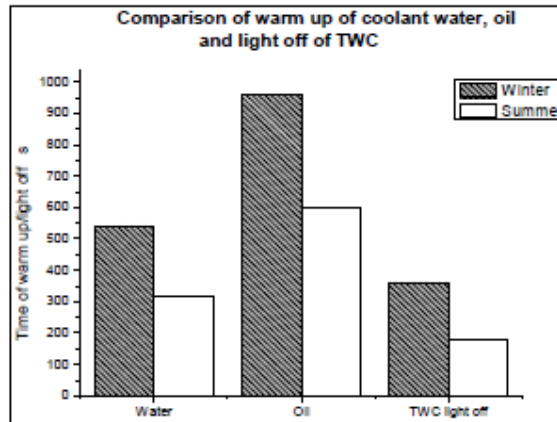 Comparison of warm up of coolant water, oil
and light off of TWC
Winter
Summe
Time of warm up/light off s
1000
900
800
700
600
500
400
300
200
100
0
Water
Oil
TWC light off